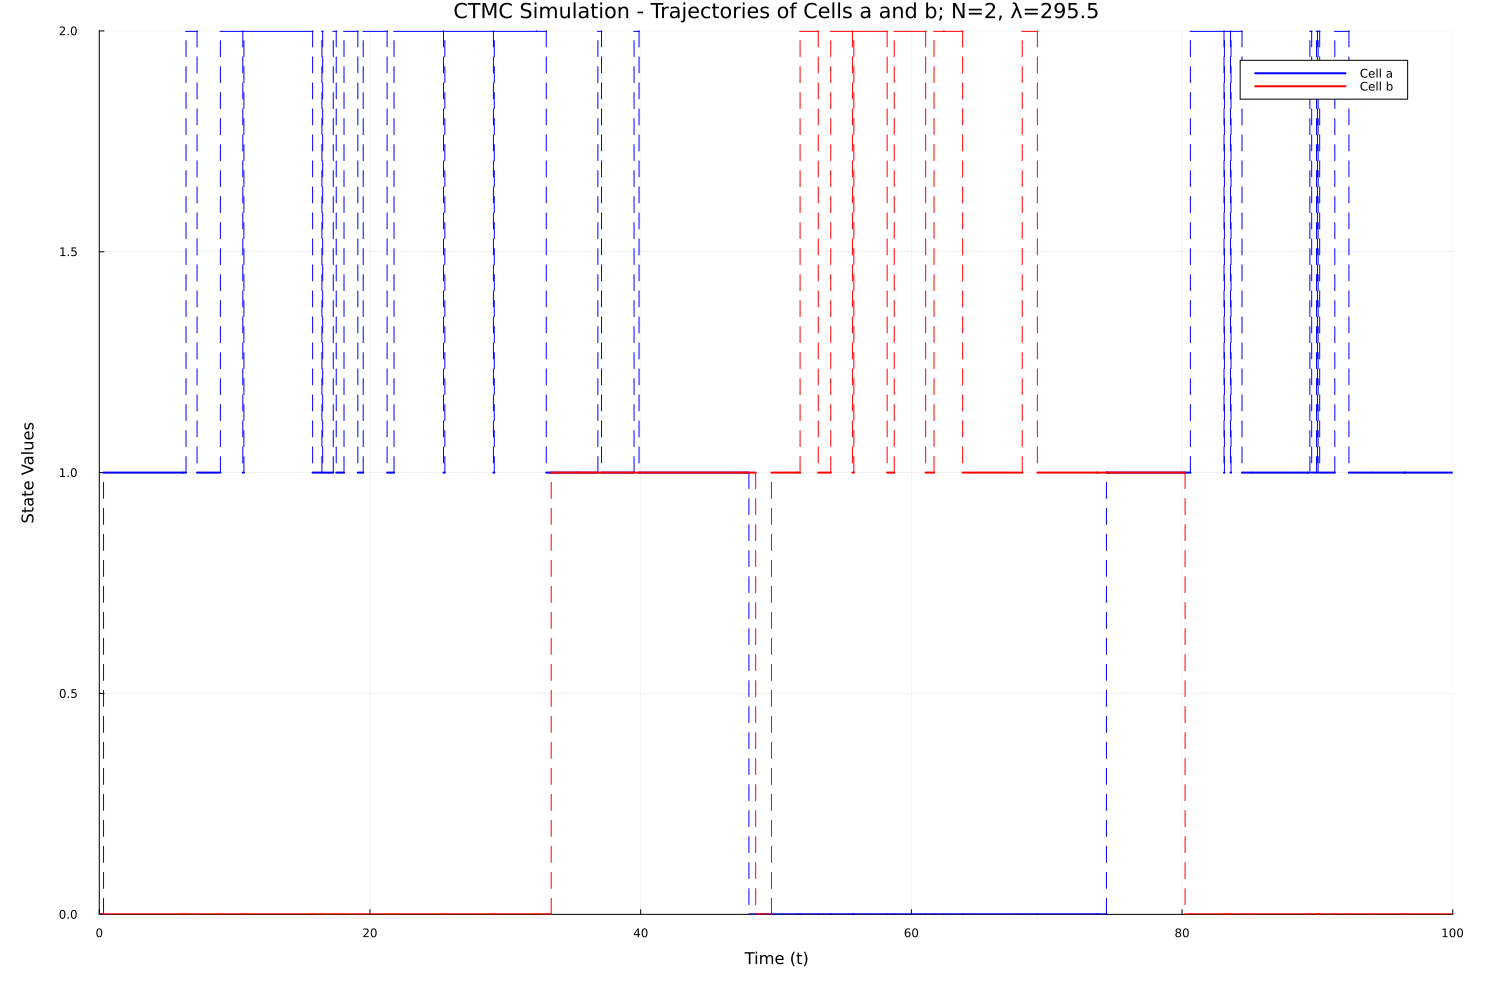 CTMC Simulation - Trajectories of Cells a and b; N=2, λ=295.5
2.0
Cell a
Cell b
1.5
State Values
1.0
0.5
0.0
0 20 40 60 80 100
Time (t)